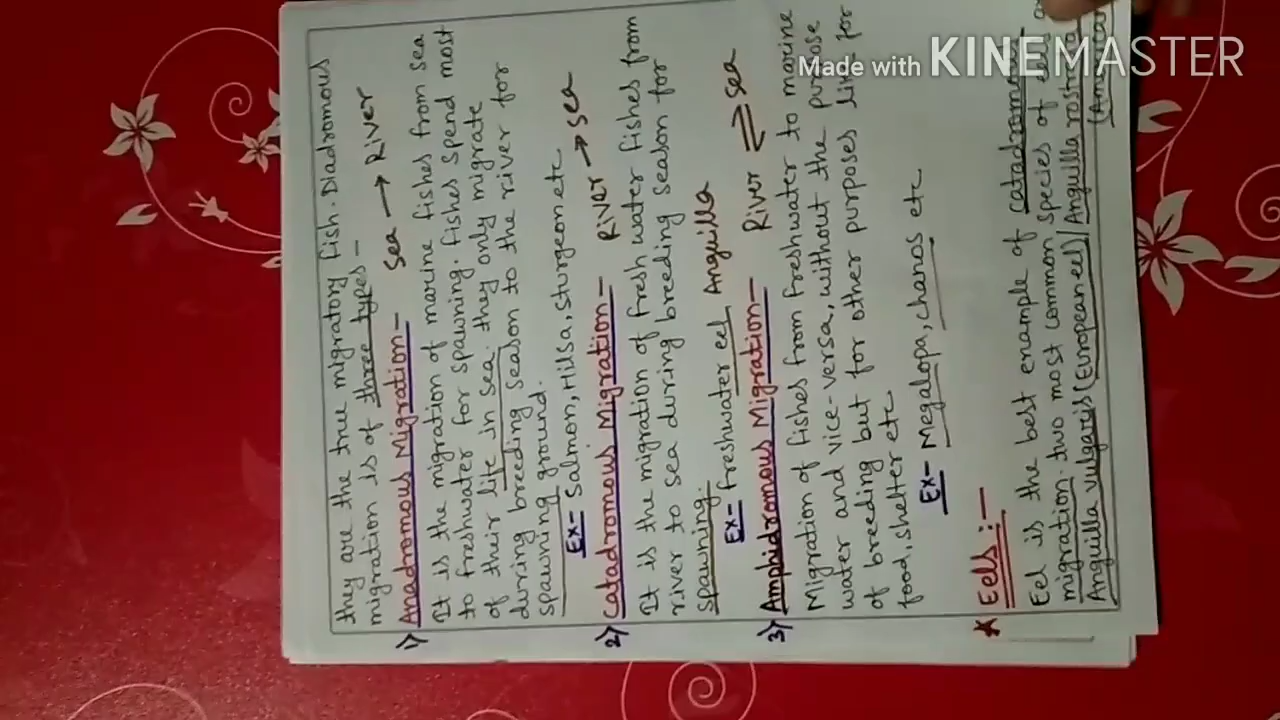 they are the true migratory fish. Diadromous
migration is of three types-
1) Anadromous Migration- Sea → River
It is the migration of marine fishes from sea
to freshwater for spawning. fishes spend most
of their life in sea. they only migrate
during breeding season to the river for
spawning ground.
Ex- Salmon, Hilsa, Sturgeon etc
2) Catadromous Migration- River → Sea
It is the migration of fresh water fishes from
river to sea during breeding season for
spawning.
Ex- freshwater eel Anguilla
3) Amphidromous Migration- River ⇌ Sea
Migration of fishes from freshwater to marine
water and vice-versa, without the purpose
of breeding but for other purposes like for
food, shelter etc
Ex- Megalopa, chanos etc
* Eels:-
Eel is the best enample of catadromous
migration. two most common species of
Anguilla vulgaris (European eel)/Anguilla rostrata
Made with KINEMASTER